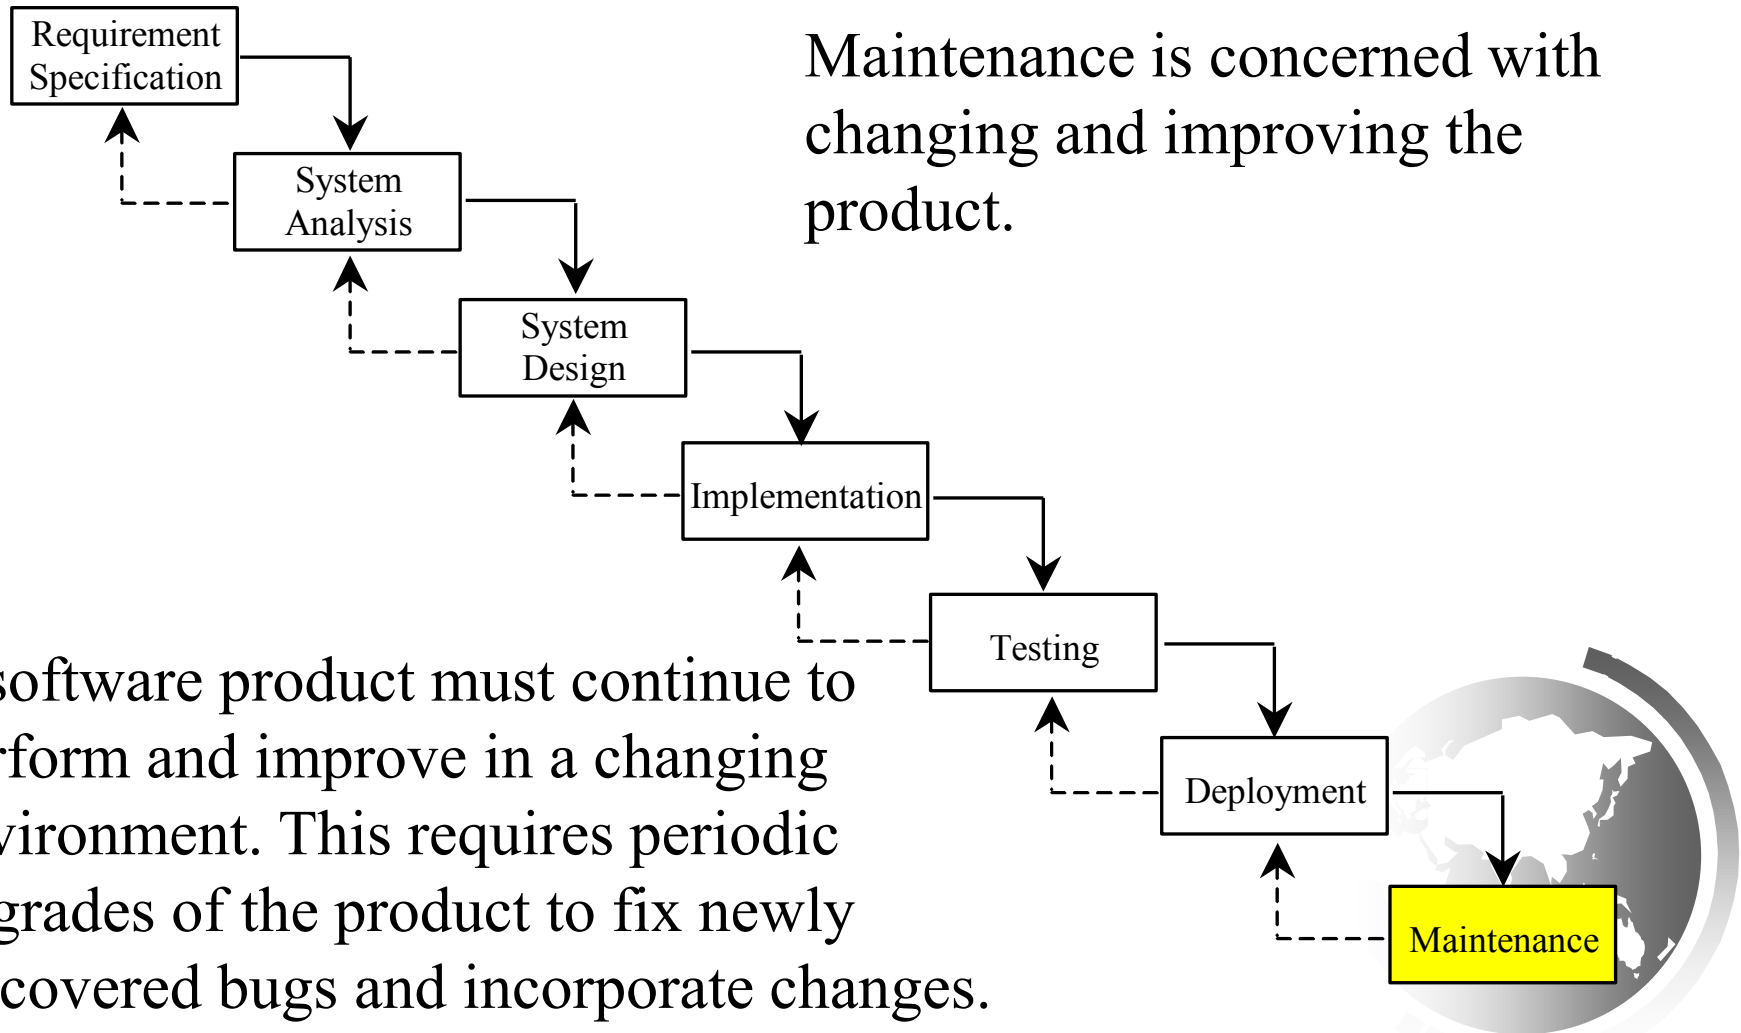 Requirement
Specification
Maintenance is concerned with
changing and improving the
product.
System
Analysis
System
Design
Implementation
Testing
software product must continue to
rform and improve in a changing
vironment. This requires periodic
grades of the product to fix newly
covered bugs and incorporate changes.
Deployment
Maintenance